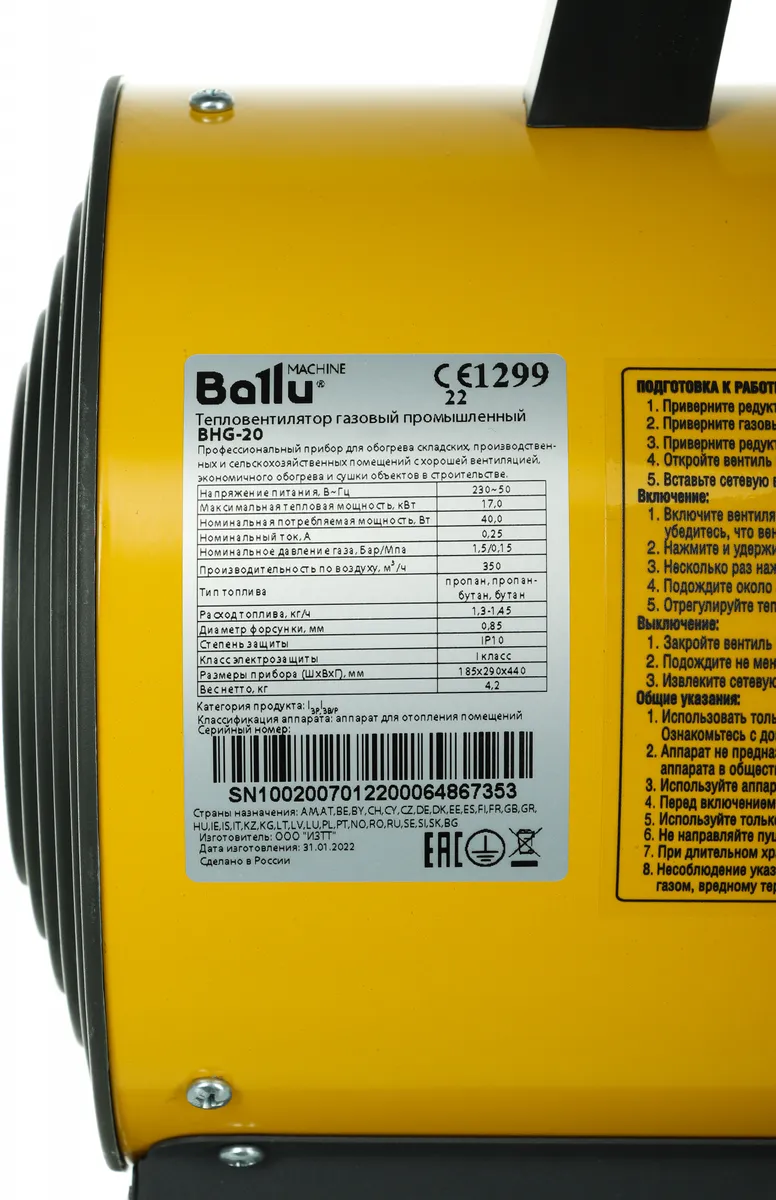 Ballu® MACHINE
CE1299
22
Тепловентилятор газовый промышленный
BHG-20
Профессиональный прибор для обогрева складских, производствен-
ных и сельскохозяйственных помещений с хорошей вентиляцией,
экономичного обогрева и сушки объектов в строительстве.
Напряжение питания, В~Гц 230~50
Максимальная тепловая мощность, кВт 17,0
Номинальная потребляемая мощность, Вт 40,0
Номинальный ток, А 0,25
Номинальное давление газа, Бар/Мпа 1,5/0,15
Производительность по воздуху, м³/ч 350
Тип топлива пропан, пропан-
бутан, бутан
Расход топлива, кг/ч 1,3-1,45
Диаметр форсунки, мм 0,85
Степень защиты IP10
Класс электрозащиты I класс
Размеры прибора (ШхВхГ), мм 185x290x440
Вес нетто, кг 4,2
Категория продукта: I3P,I3B/P
Классификация аппарата: аппарат для отопления помещений
Серийный номер:
SN1002007012200064867353
Страны назначения: AM,AT,BE,BY,CH,CY,CZ,DE,DK,EE,ES,FI,FR,GB,GR,
HU,IE,IS,IT,KZ,KG,LT,LV,LU,PL,PT,NO,RO,RU,SE,SI,SK,BG
Изготовитель: ООО "ИЗТТ"
Дата изготовления: 31.01.2022
Сделано в России
EAC
ПОДГОТОВКА К РАБОТ
1. Приверните редукт
2. Приверните газовы
3. Приверните редукт
4. Откройте вентиль
5. Вставьте сетевую в
Включение:
1. Включите вентиля
убедитесь, что вен
2. Нажмите и удержи
3. Несколько раз наж
4. Подождите около
5. Отрегулируйте теп
Выключение:
1. Закройте вентиль
2. Подождите не мен
3. Извлеките сетевую
Общие указания:
1. Использовать толь
Ознакомьтесь с до
2. Аппарат не предна
аппарата в общест
3. Используйте аппар
4. Перед включением
5. Используйте только
6. Не направляйте пу
7. При длительном хр
8. Несоблюдение указ
газом, вредному тер